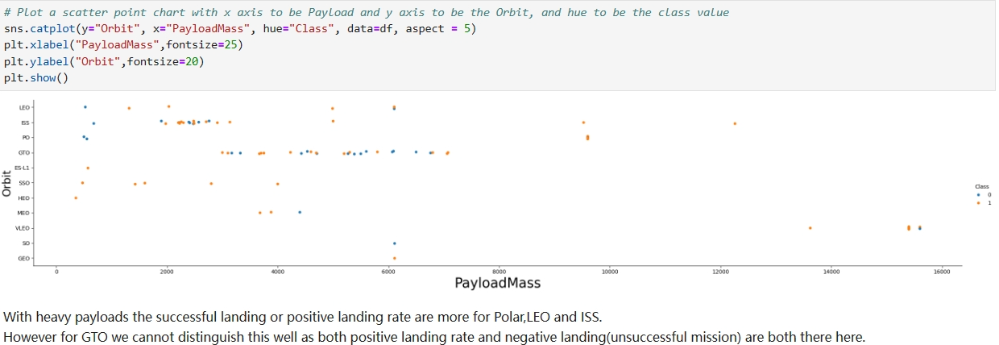 # Plot a scatter point chart with x axis to be Payload and y axis to be the Orbit, and hue to be the class value
sns.catplot(y="Orbit", x="PayloadMass", hue="Class", data=df, aspect = 5)
plt.xlabel("PayloadMass",fontsize=25)
plt.ylabel("Orbit",fontsize=20)
plt.show()
LEO
ISS
PO
GTO
ES-L1
SSO
HEO
MEO
VLEO
SO
GEO
Orbit
Class
0
1
0 2000 4000 6000 8000 10000 12000 14000 16000
PayloadMass
With heavy payloads the successful landing or positive landing rate are more for Polar,LEO and ISS.
However for GTO we cannot distinguish this well as both positive landing rate and negative landing(unsuccessful mission) are both there here.